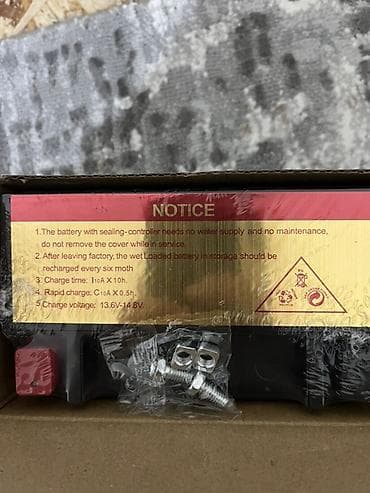 NOTICE
1.The battery with sealing-controller needs no water supply and no maintenance,
do not remove the cover while in service.
2. After leaving factory, the wet Loaded battery in storage should be
recharged every six moth
3. Charge time: I10A X 10h.
4. Rapid charge: C10A X 0.5h.
5.Charge voltage: 13.6V-14.8V.